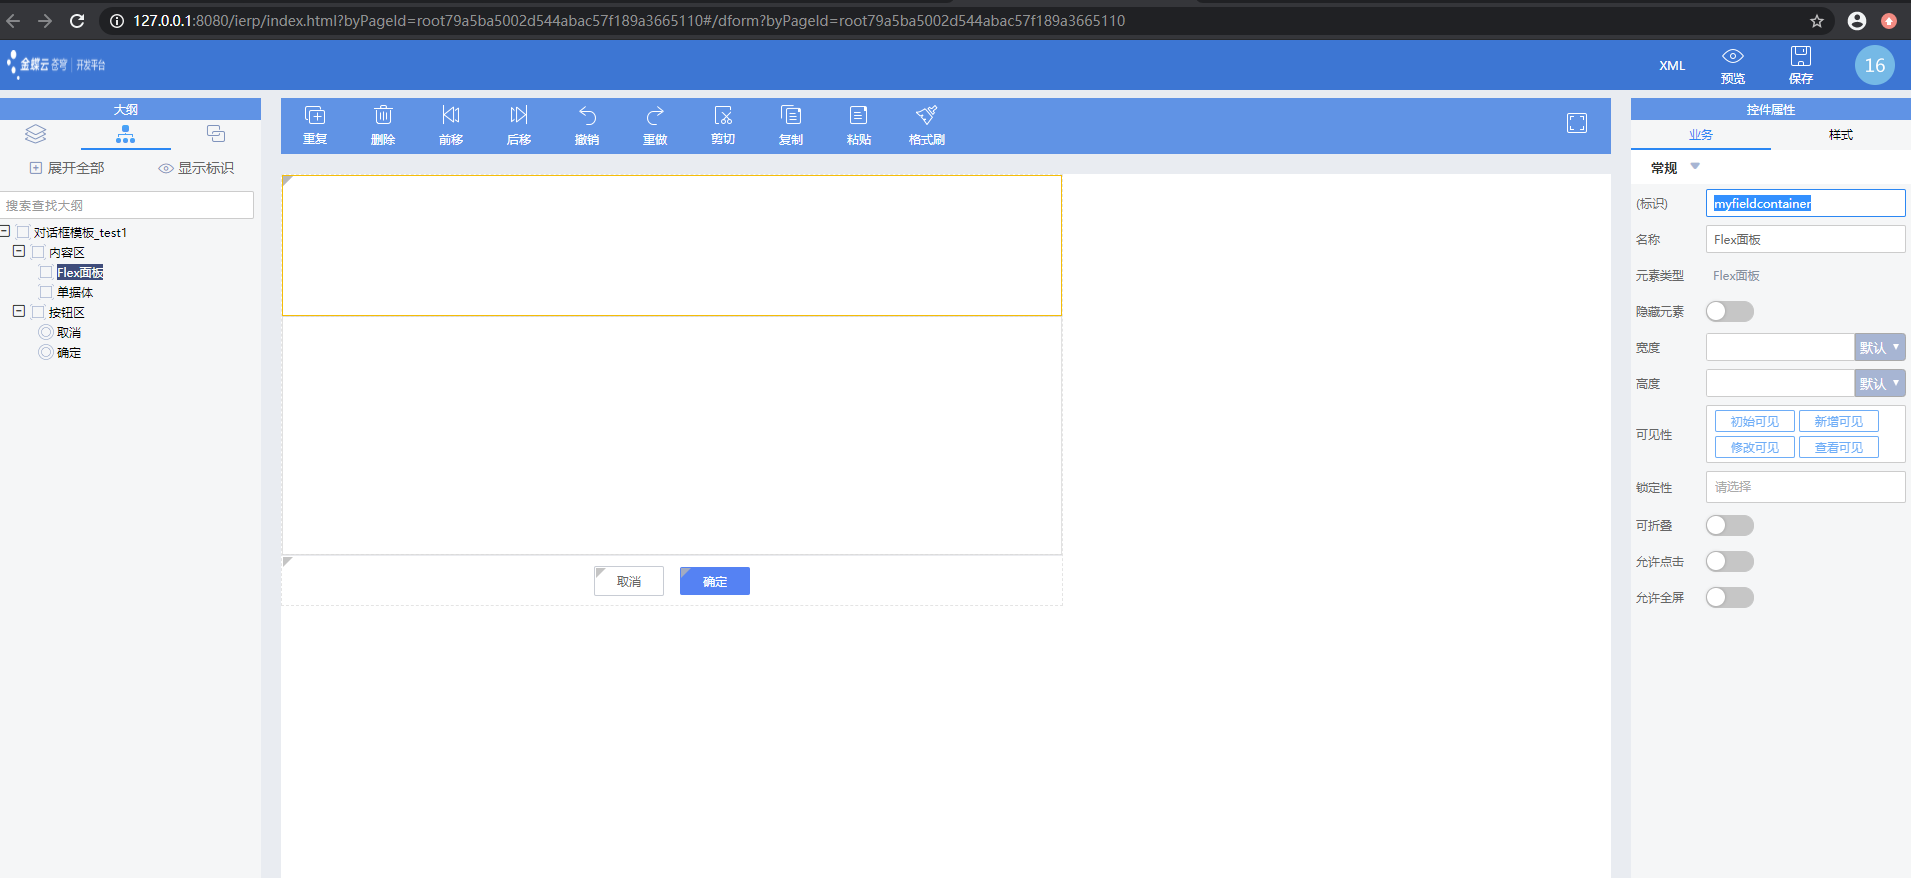 127.0.0.1:8080/ierp/index.html?byPageId=root79a5ba5002d544abac57f189a3665110#/dform?byPageId=root79a5ba5002d544abac57f189a3665110
金蝶云 苍穹 | 开发平台
XML 预览 保存 16
大纲
展开全部 显示标识
搜索查找大纲
对话框模板_test1
内容区
Flex面板
单据体
按钮区
取消
确定
重复 删除 前移 后移 撤销 重做 剪切 复制 粘贴 格式刷
取消 确定
控件属性
业务 样式
常规
(标识) myfieldcontainer
名称 Flex面板
元素类型 Flex面板
隐藏元素
宽度 默认
高度 默认
可见性 初始可见 新增可见
修改可见 查看可见
锁定性 请选择
可折叠
允许点击
允许全屏